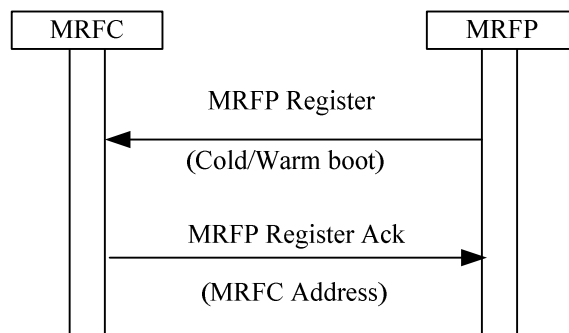 MRFC
MRFP
MRFP Register
(Cold/Warm boot)
MRFP Register Ack
(MRFC Address)